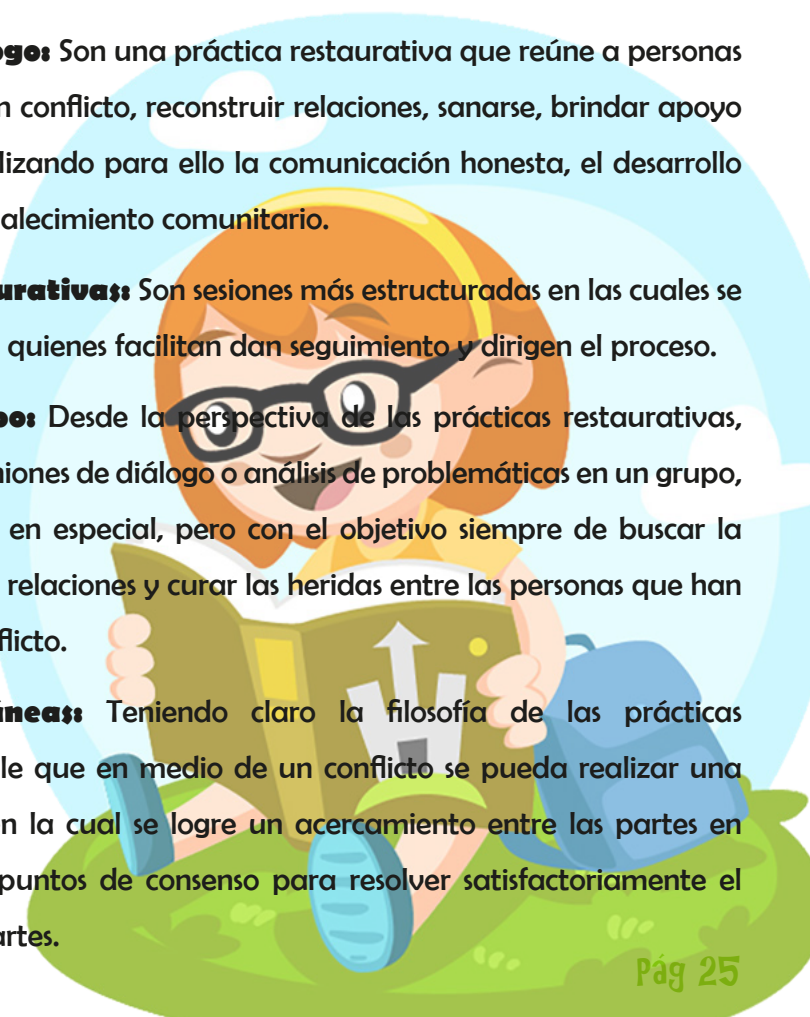 ogo: Son una práctica restaurativa que reúne a personas
n conflicto, reconstruir relaciones, sanarse, brindar apoyo
lizando para ello la comunicación honesta, el desarrollo
alecimiento comunitario.
urativas: Son sesiones más estructuradas en las cuales se
quienes facilitan dan seguimiento y dirigen el proceso.
po: Desde la perspectiva de las prácticas restaurativas,
niones de diálogo o análisis de problemáticas en un grupo,
en especial, pero con el objetivo siempre de buscar la
relaciones y curar las heridas entre las personas que han
flicto.
áneas: Teniendo claro la filosofía de las prácticas
le que en medio de un conflicto se pueda realizar una
n la cual se logre un acercamiento entre las partes en
puntos de consenso para resolver satisfactoriamente el
artes.
Pág 25